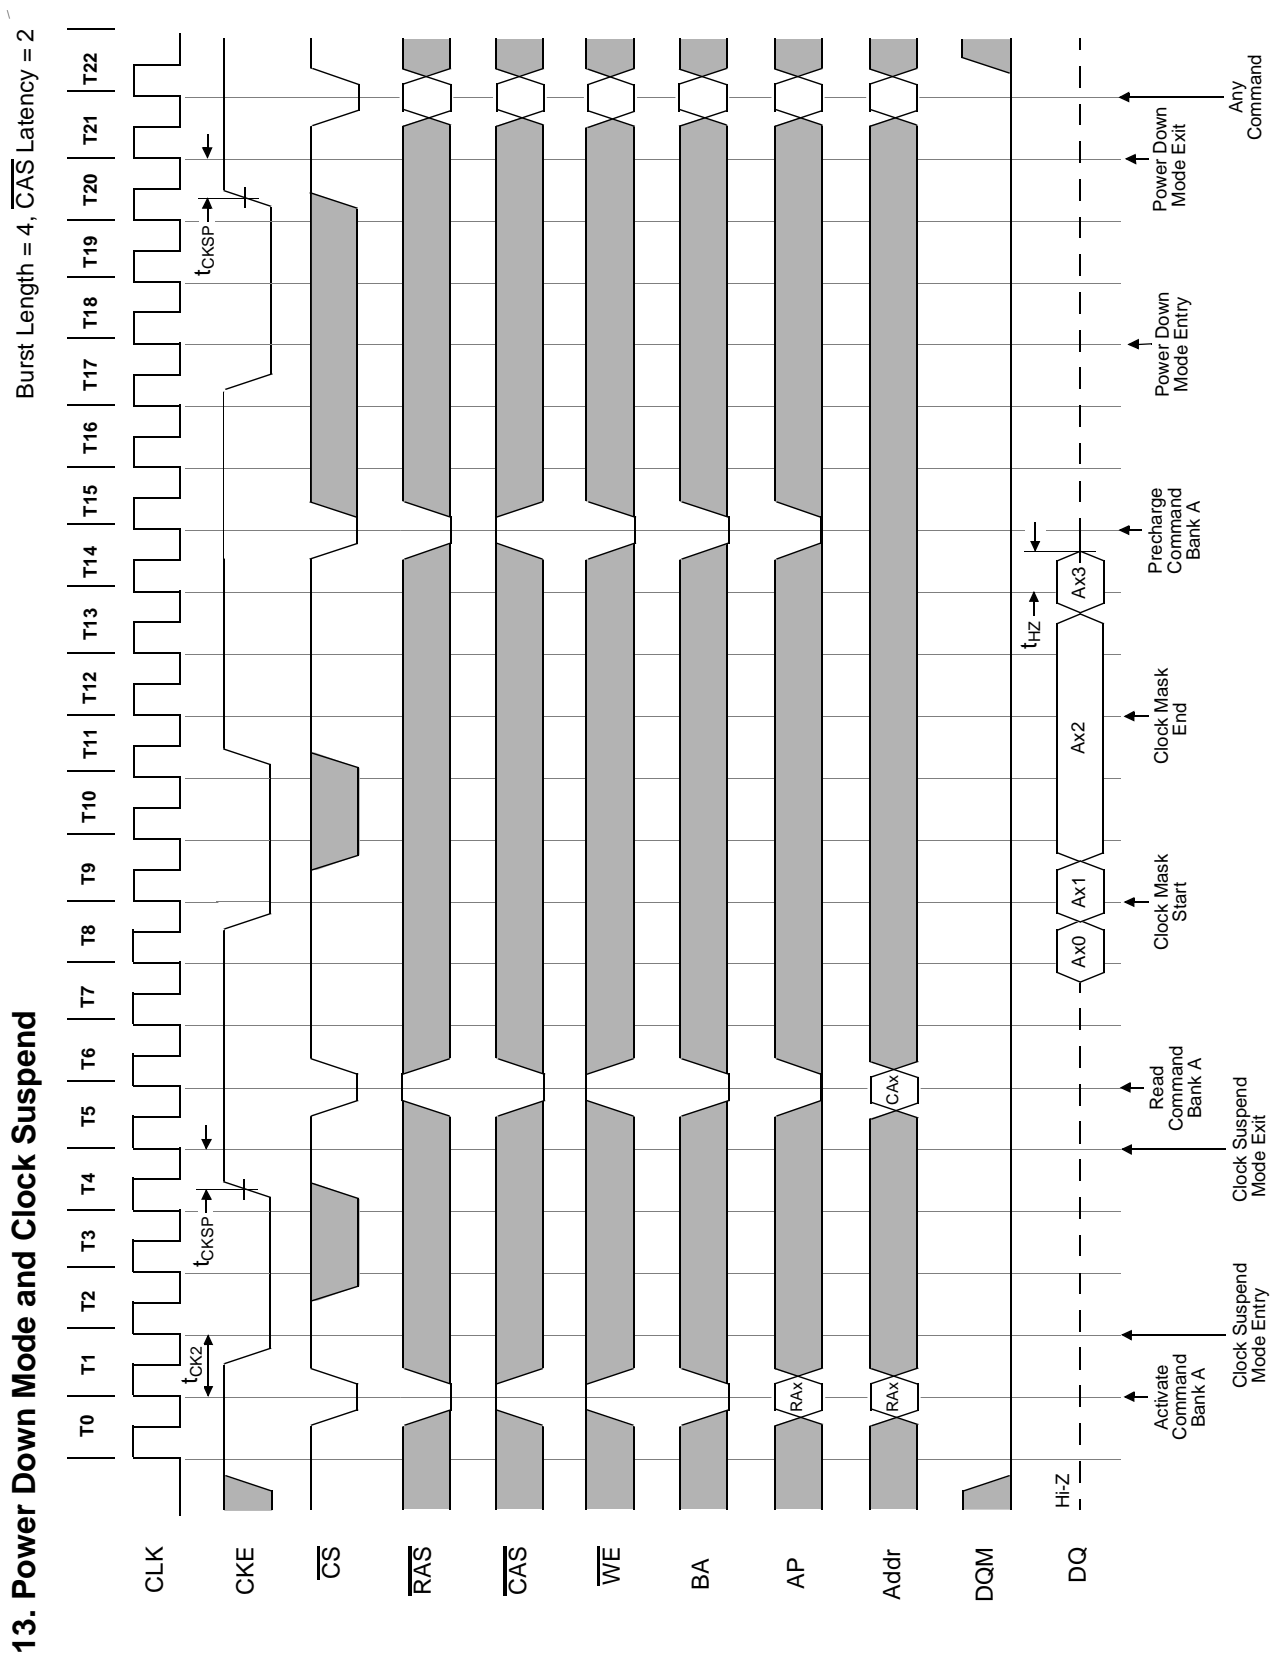 13. Power Down Mode and Clock Suspend
Burst Length = 4, CAS Latency = 2
T0 T1 T2 T3 T4 T5 T6 T7 T8 T9 T10 T11 T12 T13 T14 T15 T16 T17 T18 T19 T20 T21 T22
CLK
tCK2
tCKSP
tCKSP
CKE
CS
RAS
CAS
WE
BA
AP
RAx
Addr
RAx
CAx
DQM
tHZ
DQ
Hi-Z
Ax0
Ax1
Ax2
Ax3
Activate
Command
Bank A
Clock Suspend
Mode Entry
Clock Suspend
Mode Exit
Read
Command
Bank A
Clock Mask
Start
Clock Mask
End
Precharge
Command
Bank A
Power Down
Mode Entry
Power Down
Mode Exit
Any
Command